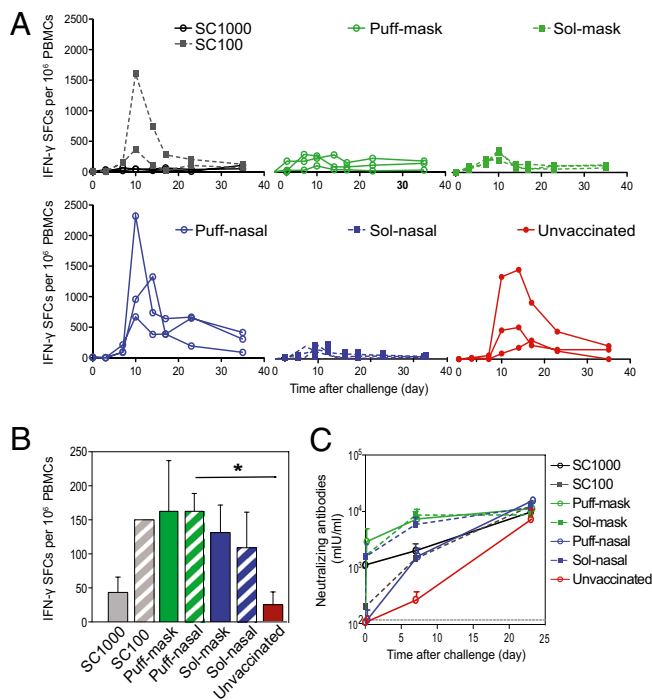 A
SC1000
SC100
Puff-mask
Sol-mask
IFN-γ SFCs per 10⁶ PBMCs
2500
2000
1500
1000
500
0
0 10 20 30 40
0 10 20 30 40
0 10 20 30 40
Puff-nasal
Sol-nasal
Unvaccinated
IFN-γ SFCs per 10⁶ PBMCs
2500
2000
1500
1000
500
0
0 10 20 30 40
0 10 20 30 40
0 10 20 30 40
Time after challenge (day)
B
IFN-γ SFCs per 10⁶ PBMCs
250
200
150
100
50
0
*
SC1000
SC100
Puff-mask
Puff-nasal
Sol-mask
Sol-nasal
Unvaccinated
C
Neutralizing antibodies
(mIU/ml)
10⁵
10⁴
10³
10²
0 5 10 15 20 25
Time after challenge (day)
SC1000
SC100
Puff-mask
Sol-mask
Puff-nasal
Sol-nasal
Unvaccinated